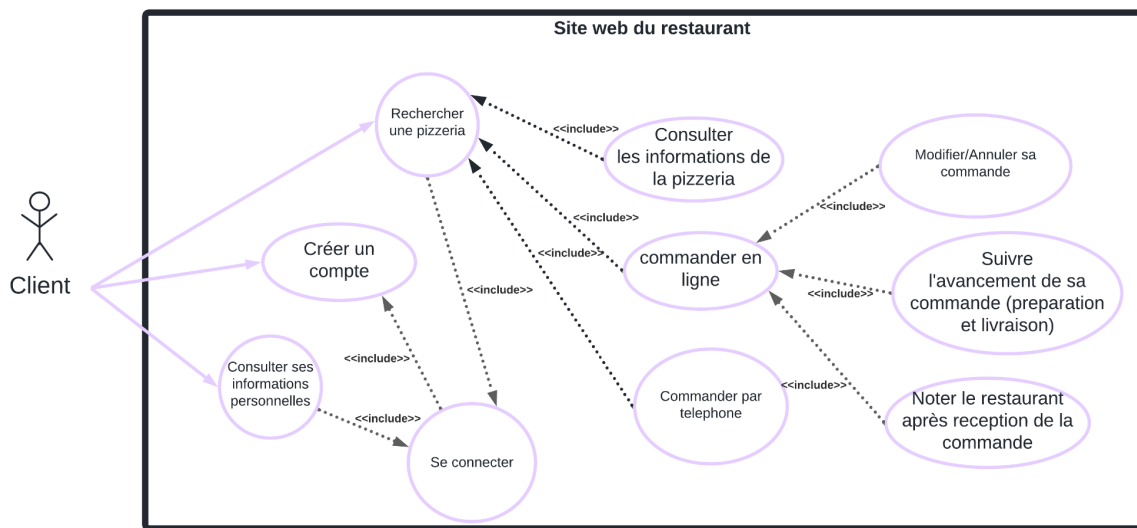 Site web du restaurant
Rechercher
une pizzeria
<<include>>
Consulter
les informations de
la pizzeria
Modifier/Annuler sa
commande
<<include>>
<<include>>
Client
Créer un
compte
commander en
ligne
Suivre
l'avancement de sa
commande (preparation
et livraison)
<<include>>
<<include>>
<<include>>
Consulter ses
informations
personnelles
<<include>>
<<include>>
Commander par
telephone
<<include>>
Noter le restaurant
après reception de la
commande
Se connecter